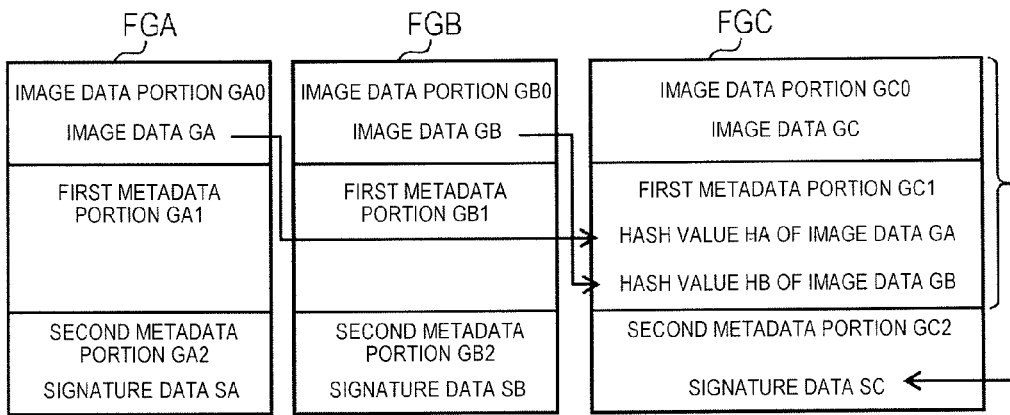 FGA
IMAGE DATA PORTION GA0
IMAGE DATA GA
FIRST METADATA
PORTION GA1
SECOND METADATA
PORTION GA2
SIGNATURE DATA SA
FGB
IMAGE DATA PORTION GB0
IMAGE DATA GB
FIRST METADATA
PORTION GB1
SECOND METADATA
PORTION GB2
SIGNATURE DATA SB
FGC
IMAGE DATA PORTION GC0
IMAGE DATA GC
FIRST METADATA PORTION GC1
HASH VALUE HA OF IMAGE DATA GA
HASH VALUE HB OF IMAGE DATA GB
SECOND METADATA PORTION GC2
SIGNATURE DATA SC